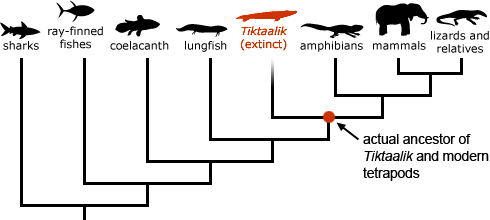 sharks
ray-finned
fishes
coelacanth
lungfish
Tiktaalik
(extinct)
amphibians
mammals
lizards and
relatives
actual ancestor of
Tiktaalik and modern
tetrapods